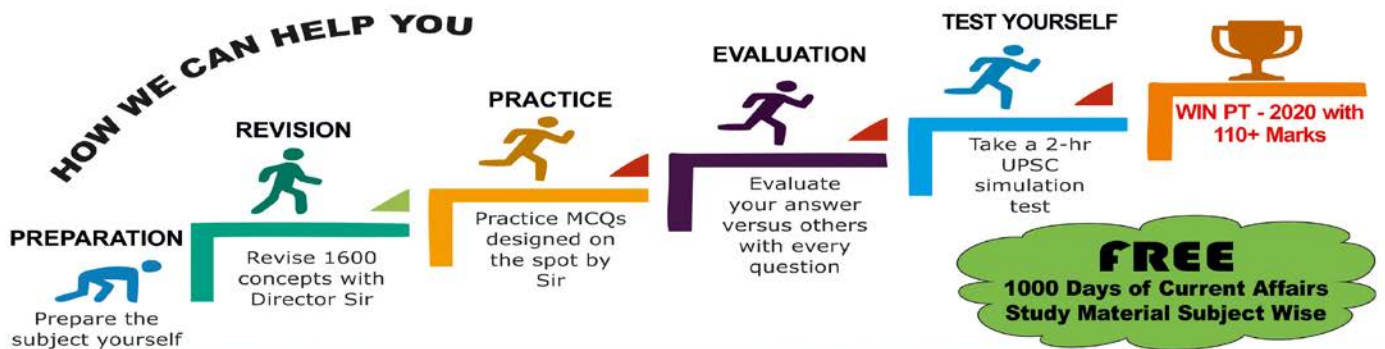 HOW WE CAN HELP YOU
PREPARATION
Prepare the
subject yourself
REVISION
Revise 1600
concepts with
Director Sir
PRACTICE
Practice MCQs
designed on
the spot by
Sir
EVALUATION
Evaluate
your answer
versus others
with every
question
TEST YOURSELF
Take a 2-hr
UPSC
simulation
test
WIN PT - 2020 with
110+ Marks
FREE
1000 Days of Current Affairs
Study Material Subject Wise